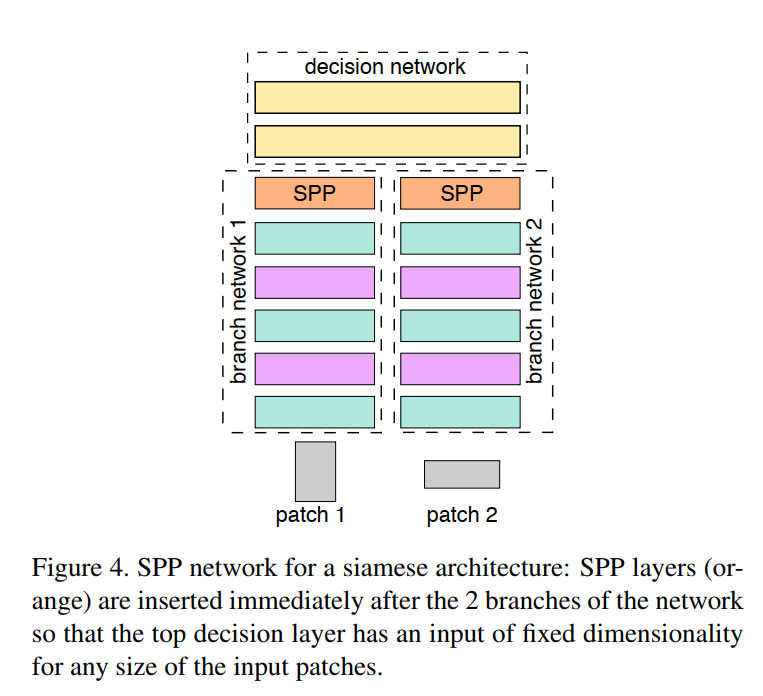 decision network
SPP SPP
branch network 1
branch network 2
patch 1 patch 2
Figure 4. SPP network for a siamese architecture: SPP layers (or-
ange) are inserted immediately after the 2 branches of the network
so that the top decision layer has an input of fixed dimensionality
for any size of the input patches.